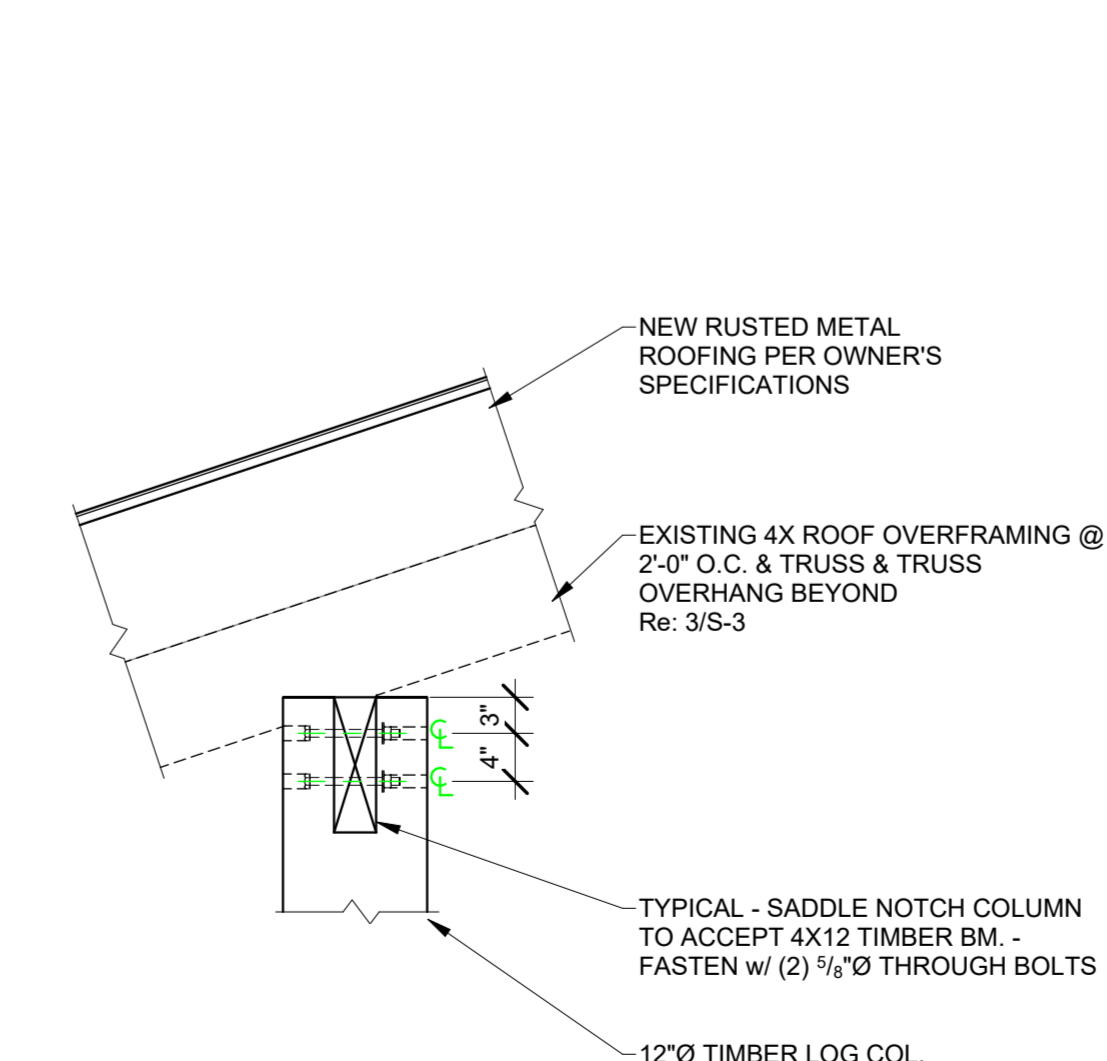 NEW RUSTED METAL
ROOFING PER OWNER'S
SPECIFICATIONS
EXISTING 4X ROOF OVERFRAMING @
2'-0" O.C. & TRUSS & TRUSS
OVERHANG BEYOND
Re: 3/S-3
3"
℄
4"
℄
TYPICAL - SADDLE NOTCH COLUMN
TO ACCEPT 4X12 TIMBER BM. -
FASTEN w/ (2) 5/8"Ø THROUGH BOLTS
12"Ø TIMBER LOG COL.